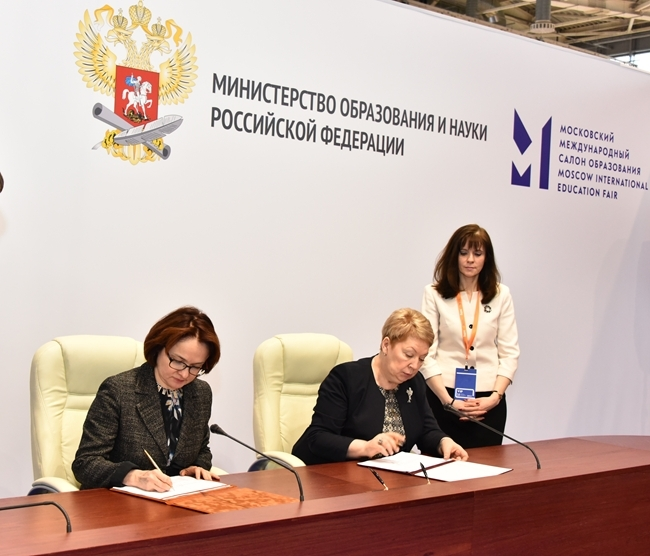 МИНИСТЕРСТВО ОБРАЗОВАНИЯ И НАУКИ
РОССИЙСКОЙ ФЕДЕРАЦИИ
МОСКОВСКИЙ
МЕЖДУНАРОДНЫЙ
САЛОН ОБРАЗОВАНИЯ
MOSCOW INTERNATIONAL
EDUCATION FAIR